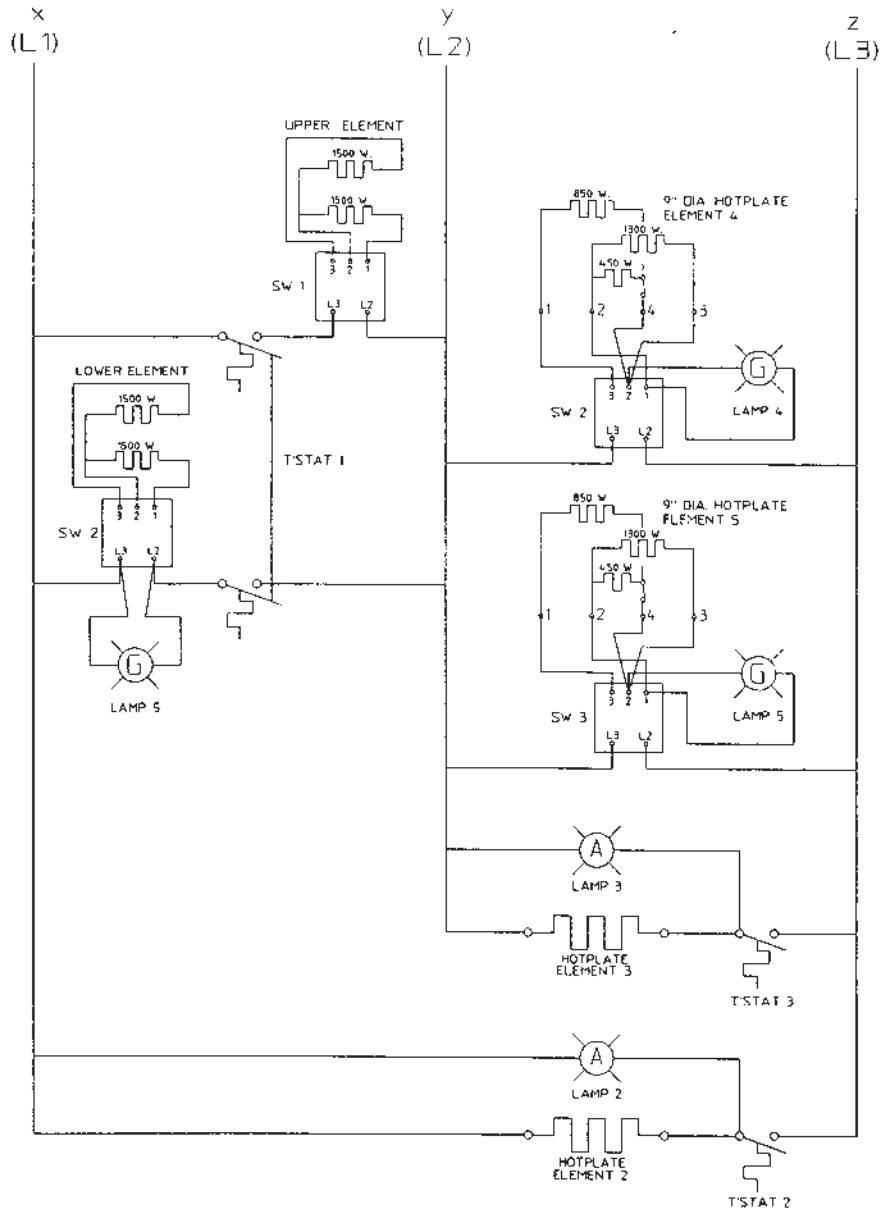 x
(L1)
y
(L2)
z
(L3)
UPPER ELEMENT
1500 W.
1500 W.
3 2 1
SW 1
L3 L2
LOWER ELEMENT
1500 W
1500 W
3 2 1
SW 2
L3 L2
G
LAMP 5
T'STAT 1
850 W.
9" DIA. HOTPLATE
ELEMENT 4
1300 W.
450 W
1 2 4 3
3 2 1
SW 2
L3 L2
G
LAMP 4
850 W
9" DIA. HOTPLATE
ELEMENT 5
1300 W
450 W
1 2 4 3
3 2 1
SW 3
L3 L2
G
LAMP 5
A
LAMP 3
HOTPLATE
ELEMENT 3
T'STAT 3
A
LAMP 2
HOTPLATE
ELEMENT 2
T'STAT 2